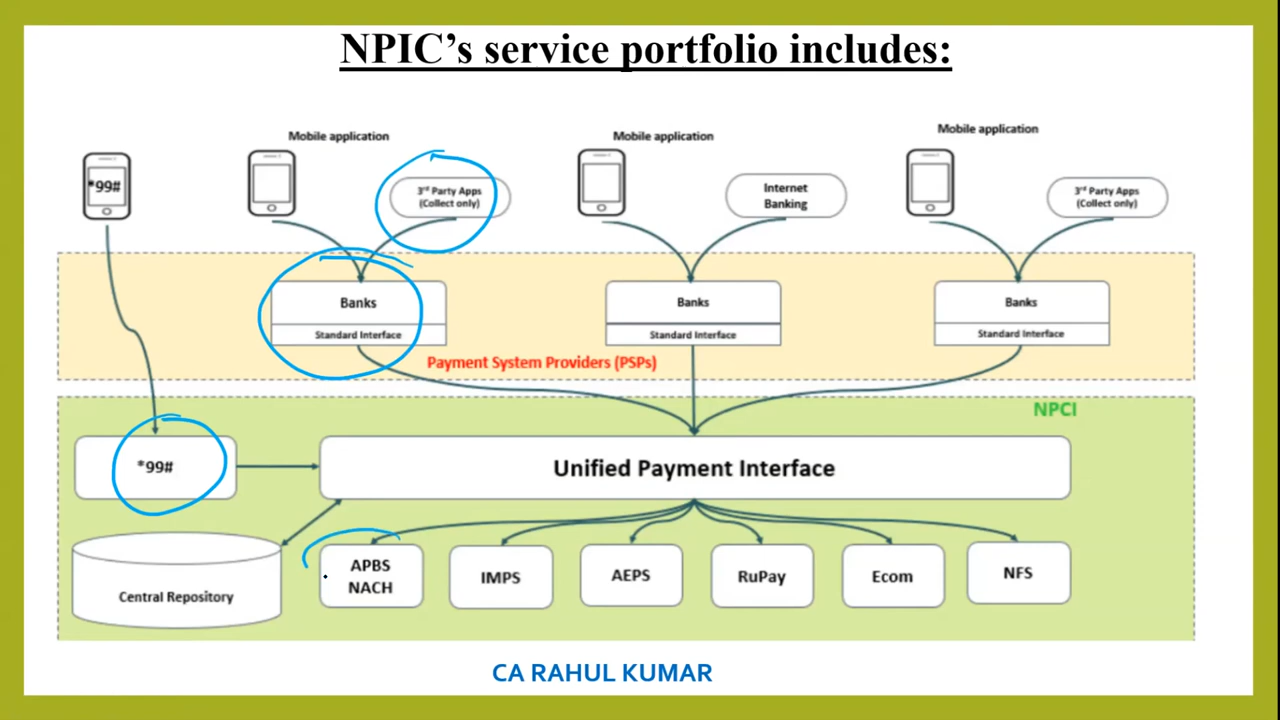 NPIC's service portfolio includes:
Mobile application
Mobile application
Mobile application
*99#
3rd Party Apps
(Collect only)
Internet
Banking
3rd Party Apps
(Collect only)
Banks
Standard Interface
Banks
Standard Interface
Banks
Standard Interface
Payment System Providers (PSPs)
NPCI
*99#
Unified Payment Interface
Central Repository
APBS
NACH
IMPS
AEPS
RuPay
Ecom
NFS
CA RAHUL KUMAR